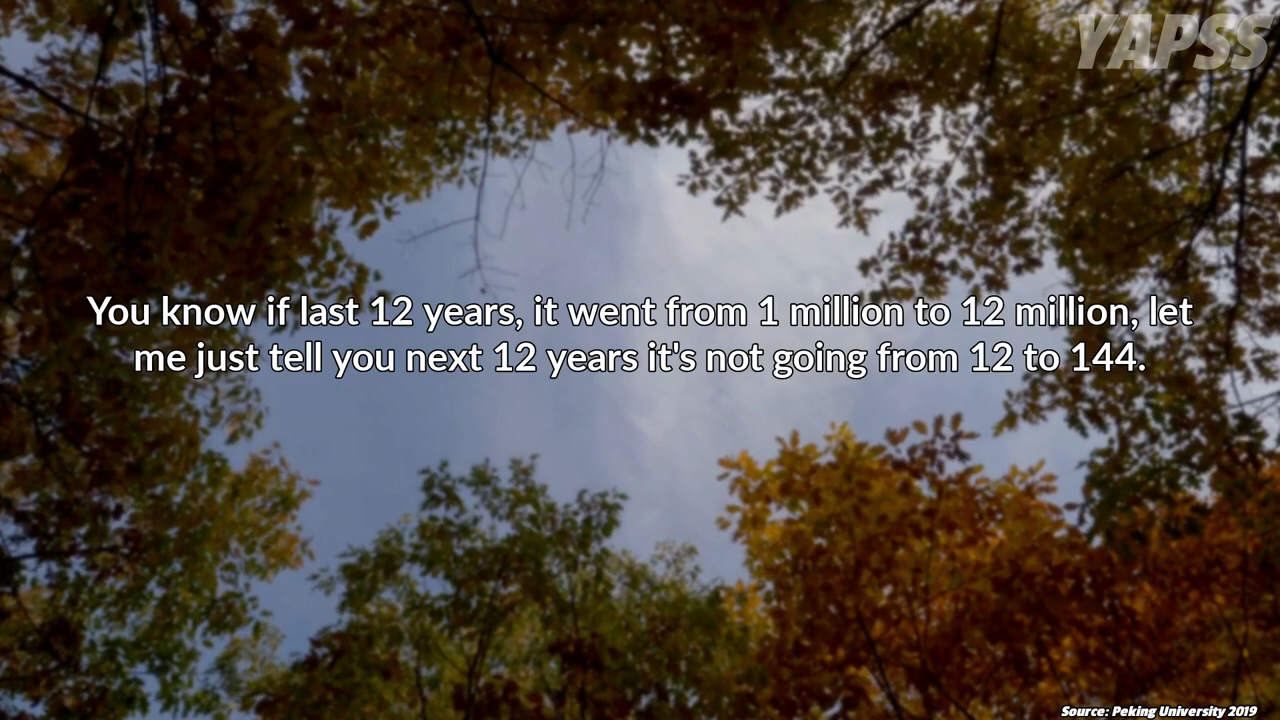 YAPSS
You know if last 12 years, it went from 1 million to 12 million, let
me just tell you next 12 years it's not going from 12 to 144.
Source: Peking University 2019